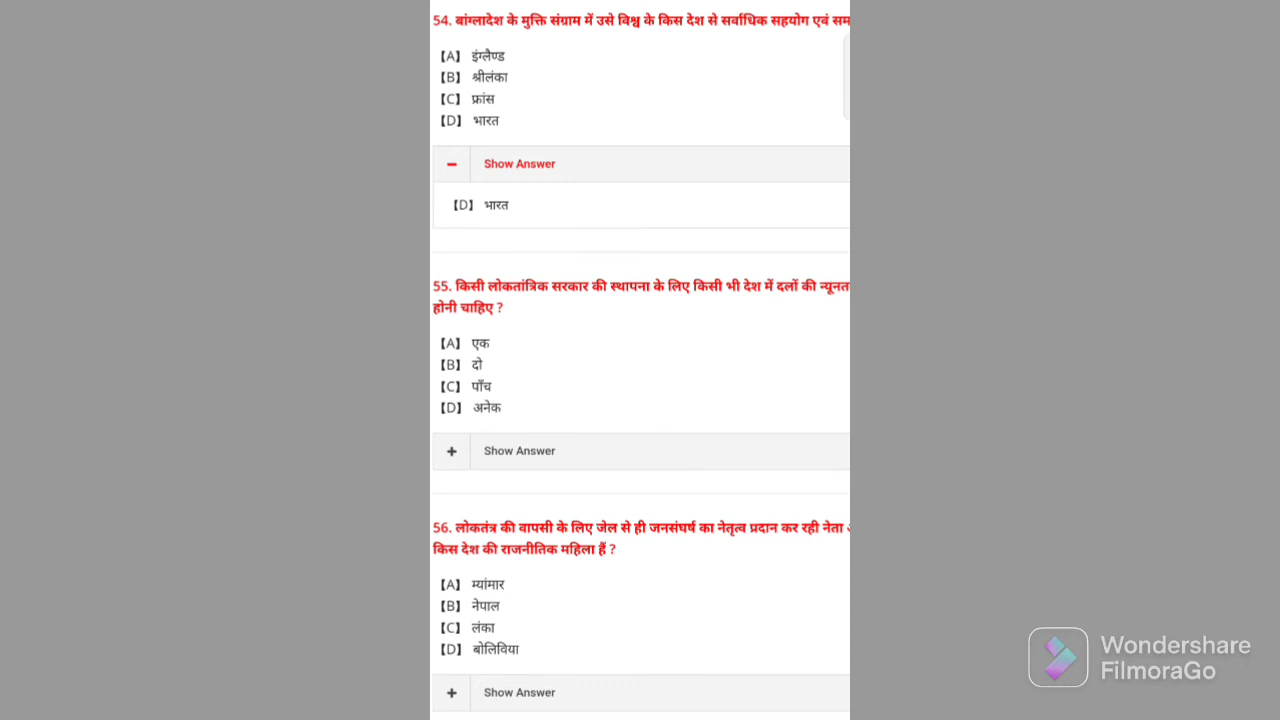 54. बांग्लादेश के मुक्ति संग्राम में उसे विश्व के किस देश से सर्वाधिक सहयोग एवं सम
【A】 इंग्लैण्ड
【B】 श्रीलंका
【C】 फ्रांस
【D】 भारत
− Show Answer
【D】 भारत
55. किसी लोकतांत्रिक सरकार की स्थापना के लिए किसी भी देश में दलों की न्यूनत
होनी चाहिए ?
【A】 एक
【B】 दो
【C】 पाँच
【D】 अनेक
+ Show Answer
56. लोकतंत्र की वापसी के लिए जेल से ही जनसंघर्ष का नेतृत्व प्रदान कर रही नेता
किस देश की राजनीतिक महिला हैं ?
【A】 म्यांमार
【B】 नेपाल
【C】 लंका
【D】 बोलिविया
+ Show Answer
Wondershare
FilmoraGo